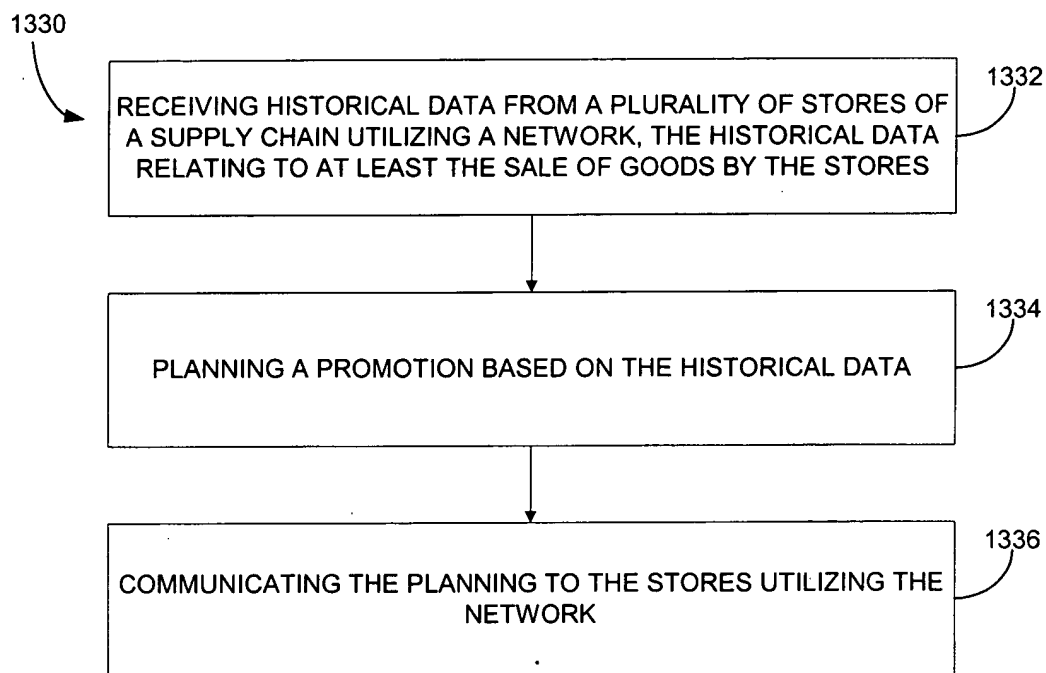 1330
1332
RECEIVING HISTORICAL DATA FROM A PLURALITY OF STORES OF
A SUPPLY CHAIN UTILIZING A NETWORK, THE HISTORICAL DATA
RELATING TO AT LEAST THE SALE OF GOODS BY THE STORES
1334
PLANNING A PROMOTION BASED ON THE HISTORICAL DATA
1336
COMMUNICATING THE PLANNING TO THE STORES UTILIZING THE
NETWORK